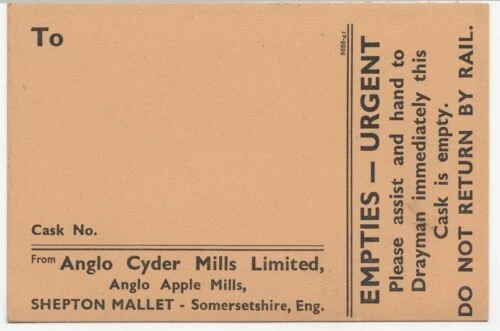 To
Cask No.
From Anglo Cyder Mills Limited,
Anglo Apple Mills,
SHEPTON MALLET - Somersetshire, Eng.
EMPTIES — URGENT
Please assist and hand to
Drayman immediately this
Cask is empty.
DO NOT RETURN BY RAIL.